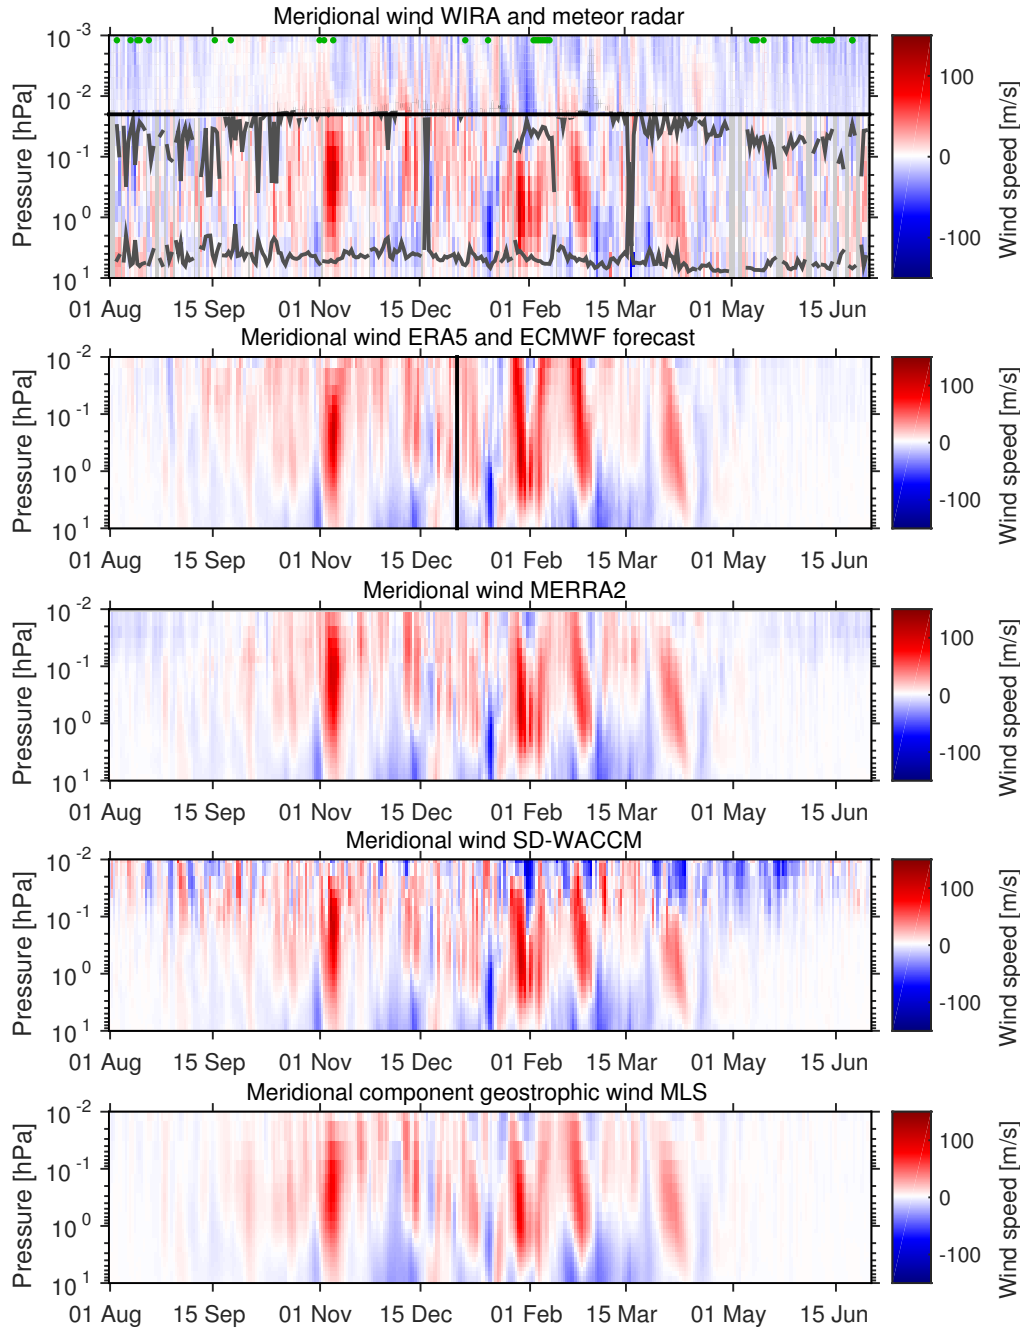 Meridional wind WIRA and meteor radar
10 -3
10 -2
10 -1
10 0
10 1
Pressure [hPa]
01 Aug 15 Sep 01 Nov 15 Dec 01 Feb 15 Mar 01 May 15 Jun
100
0
-100
Wind speed [m/s]
Meridional wind ERA5 and ECMWF forecast
10 -2
10 -1
10 0
10 1
Pressure [hPa]
01 Aug 15 Sep 01 Nov 15 Dec 01 Feb 15 Mar 01 May 15 Jun
100
0
-100
Wind speed [m/s]
Meridional wind MERRA2
10 -2
10 -1
10 0
10 1
Pressure [hPa]
01 Aug 15 Sep 01 Nov 15 Dec 01 Feb 15 Mar 01 May 15 Jun
100
0
-100
Wind speed [m/s]
Meridional wind SD-WACCM
10 -2
10 -1
10 0
10 1
Pressure [hPa]
01 Aug 15 Sep 01 Nov 15 Dec 01 Feb 15 Mar 01 May 15 Jun
100
0
-100
Wind speed [m/s]
Meridional component geostrophic wind MLS
10 -2
10 -1
10 0
10 1
Pressure [hPa]
01 Aug 15 Sep 01 Nov 15 Dec 01 Feb 15 Mar 01 May 15 Jun
100
0
-100
Wind speed [m/s]